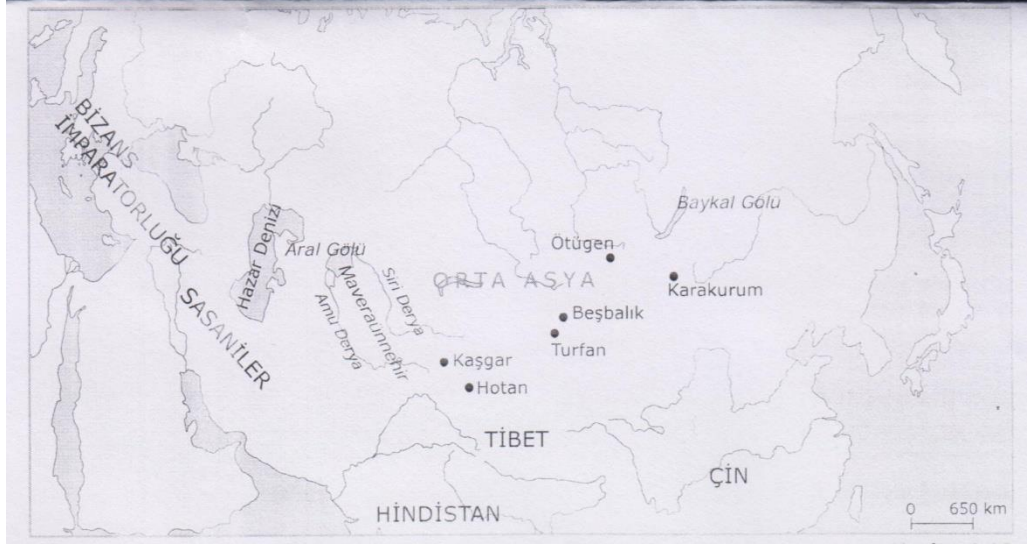 BİZANS
İMPARATORLUĞU
SASANİLER
Hazar Denizi
Aral Gölü
Siri Derya
Maveraünnehir
Amu Derya
ORTA ASYA
Baykal Gölü
Ötügen
Karakurum
Beşbalık
Turfan
Kaşgar
Hotan
TİBET
ÇİN
HİNDİSTAN
0 650 km